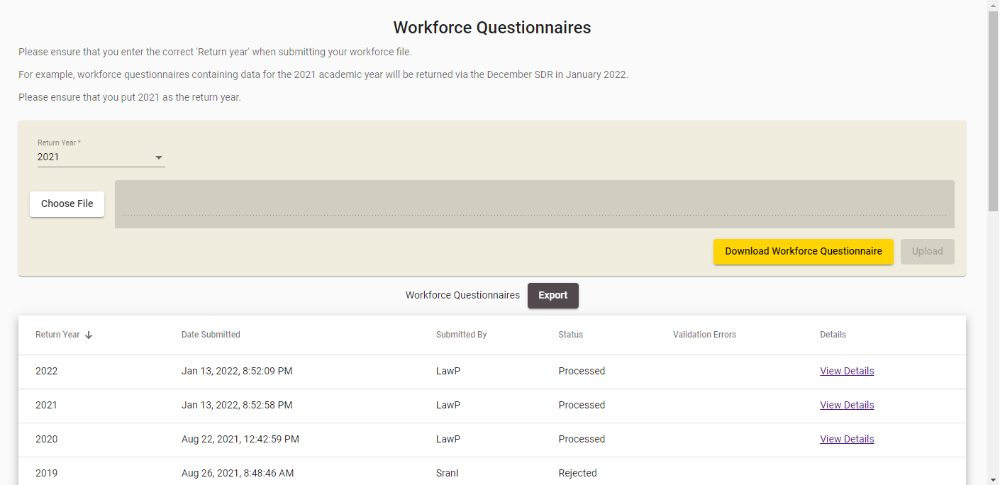 Workforce Questionnaires
Please ensure that you enter the correct 'Return year' when submitting your workforce file.
For example, workforce questionnaires containing data for the 2021 academic year will be returned via the December SDR in January 2022.
Please ensure that you put 2021 as the return year.
Return Year *
2021
Choose File
Download Workforce Questionnaire Upload
Workforce Questionnaires Export
Return Year Date Submitted Submitted By Status Validation Errors Details
2022 Jan 13, 2022, 8:52:09 PM LawP Processed View Details
2021 Jan 13, 2022, 8:52:58 PM LawP Processed View Details
2020 Aug 22, 2021, 12:42:59 PM LawP Processed View Details
2019 Aug 26, 2021, 8:48:46 AM SranI Rejected